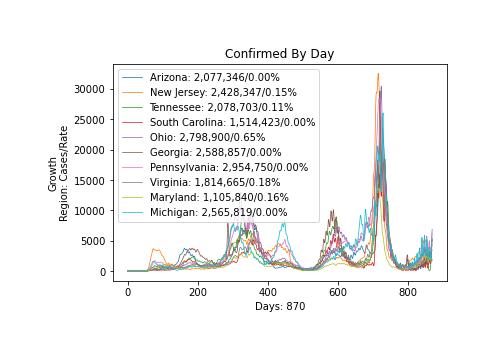 Confirmed By Day
Growth
Region: Cases/Rate
30000
25000
20000
15000
10000
5000
0
Arizona: 2,077,346/0.00%
New Jersey: 2,428,347/0.15%
Tennessee: 2,078,703/0.11%
South Carolina: 1,514,423/0.00%
Ohio: 2,798,900/0.65%
Georgia: 2,588,857/0.00%
Pennsylvania: 2,954,750/0.00%
Virginia: 1,814,665/0.18%
Maryland: 1,105,840/0.16%
Michigan: 2,565,819/0.00%
0 200 400 600 800
Days: 870